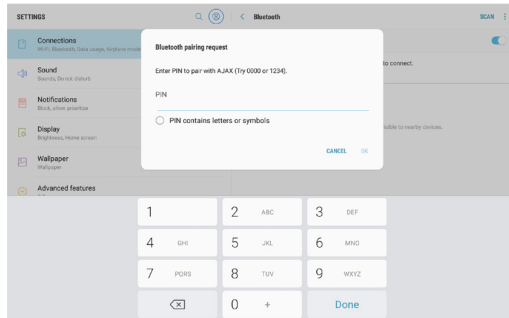 SETTINGS
Bluetooth
SCAN
Connections
Wi-Fi, Bluetooth, Data usage, Airplane mode
Sound
Sounds, Do not disturb
Notifications
Block, allow, prioritize
Display
Brightness, Home screen
Wallpaper
Wallpaper
Advanced features
Bluetooth pairing request
Enter PIN to pair with AJAX (Try 0000 or 1234).
PIN
PIN contains letters or symbols
CANCEL OK
to connect.
visible to nearby devices.
1
2 ABC
3 DEF
4 GHI
5 JKL
6 MNO
7 PQRS
8 TUV
9 WXYZ
0 +
Done